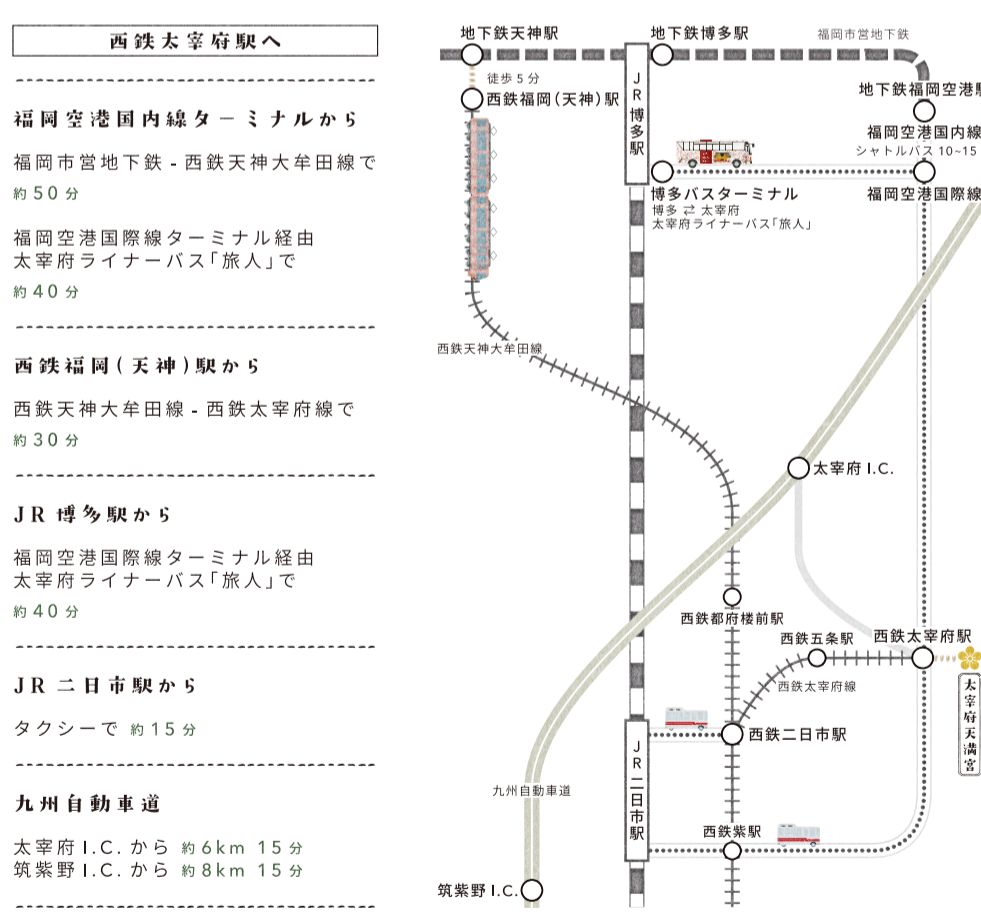 西鉄太宰府駅へ
福岡空港国内線ターミナルから
福岡市営地下鉄 - 西鉄天神大牟田線で
約50分
福岡空港国際線ターミナル経由
太宰府ライナーバス「旅人」で
約40分
西鉄福岡(天神)駅から
西鉄天神大牟田線 - 西鉄太宰府線で
約30分
JR 博多駅から
福岡空港国際線ターミナル経由
太宰府ライナーバス「旅人」で
約40分
JR 二日市駅から
タクシーで 約15分
九州自動車道
太宰府I.C.から 約6km 15分
筑紫野I.C.から 約8km 15分
地下鉄天神駅
徒歩5分
西鉄福岡(天神)駅
JR博多駅
地下鉄博多駅
福岡市営地下鉄
地下鉄福岡空港駅
福岡空港国内線
シャトルバス10~15
福岡空港国際線
博多バスターミナル
博多 ⇄ 太宰府
太宰府ライナーバス「旅人」
西鉄天神大牟田線
太宰府I.C.
西鉄都府楼前駅
西鉄五条駅
西鉄太宰府駅
西鉄太宰府線
太宰府天満宮
西鉄二日市駅
JR二日市駅
九州自動車道
西鉄紫駅
筑紫野I.C.